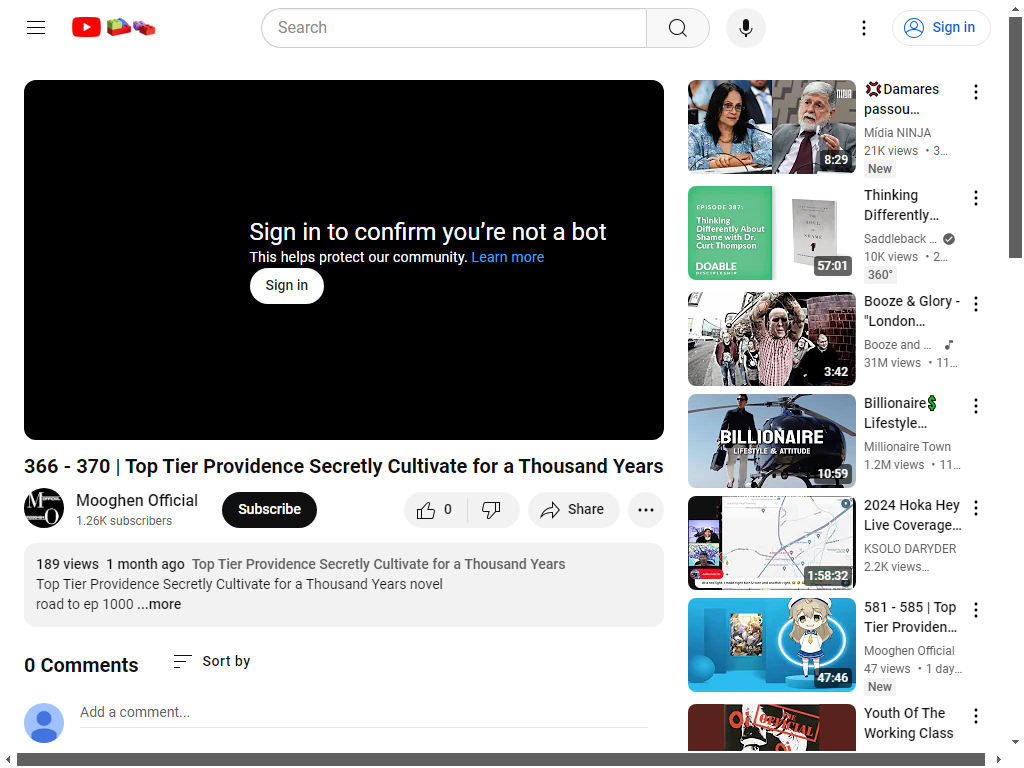 Search
Sign in
Sign in to confirm you're not a bot
This helps protect our community. Learn more
Sign in
366 - 370 | Top Tier Providence Secretly Cultivate for a Thousand Years
Mooghen Official
1.26K subscribers
Subscribe
0
Share
189 views 1 month ago Top Tier Providence Secretly Cultivate for a Thousand Years
Top Tier Providence Secretly Cultivate for a Thousand Years novel
road to ep 1000 ...more
0 Comments
Sort by
Add a comment...
NINJA
8:29
Damares
passou...
Mídia NINJA
21K views • 3...
New
EPISODE 387:
Thinking
Differently About
Shame with Dr.
Curt Thompson
DOABLE
DISCIPLESHIP
57:01
Thinking
Differently...
Saddleback ...
10K views • 2...
360°
3:42
Booze & Glory -
"London...
Booze and ...
31M views • 11...
BILLIONAIRE
LIFESTYLE & ATTITUDE
10:59
Billionaire
Lifestyle...
Millionaire Town
1.2M views • 11...
1:58:32
2024 Hoka Hey
Live Coverage...
KSOLO DARYDER
2.2K views...
47:46
581 - 585 | Top
Tier Providen...
Mooghen Official
47 views • 1 day...
New
OFFICIAL
Youth Of The
Working Class